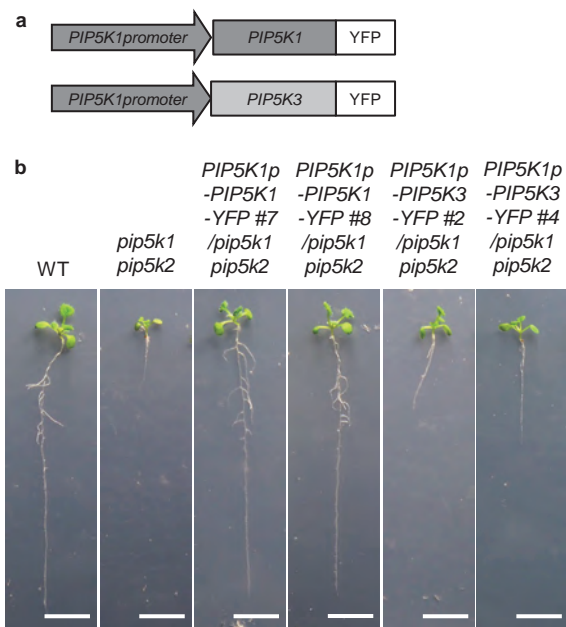 a
PIP5K1promoter PIP5K1 YFP
PIP5K1promoter PIP5K3 YFP
b
WT
pip5k1
pip5k2
PIP5K1p
-PIP5K1
-YFP #7
/pip5k1
pip5k2
PIP5K1p
-PIP5K1
-YFP #8
/pip5k1
pip5k2
PIP5K1p
-PIP5K3
-YFP #2
/pip5k1
pip5k2
PIP5K1p
-PIP5K3
-YFP #4
/pip5k1
pip5k2